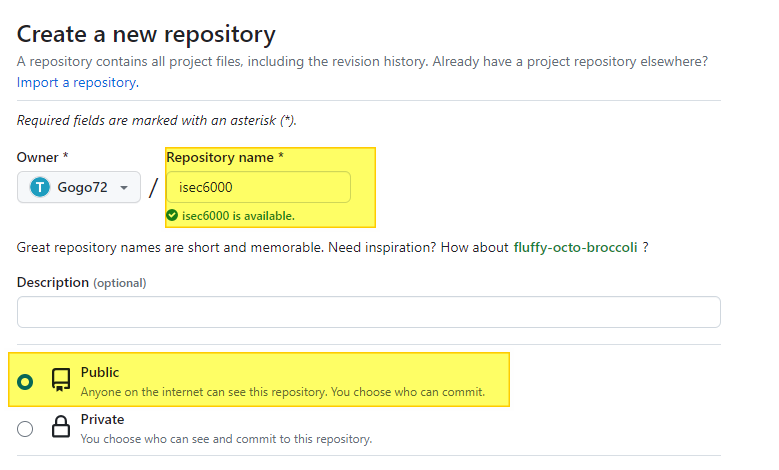 Create a new repository
A repository contains all project files, including the revision history. Already have a project repository elsewhere?
Import a repository.
Required fields are marked with an asterisk (*).
Owner * Repository name *
T Gogo72 / isec6000
isec6000 is available.
Great repository names are short and memorable. Need inspiration? How about fluffy-octo-broccoli ?
Description (optional)
Public
Anyone on the internet can see this repository. You choose who can commit.
Private
You choose who can see and commit to this repository.